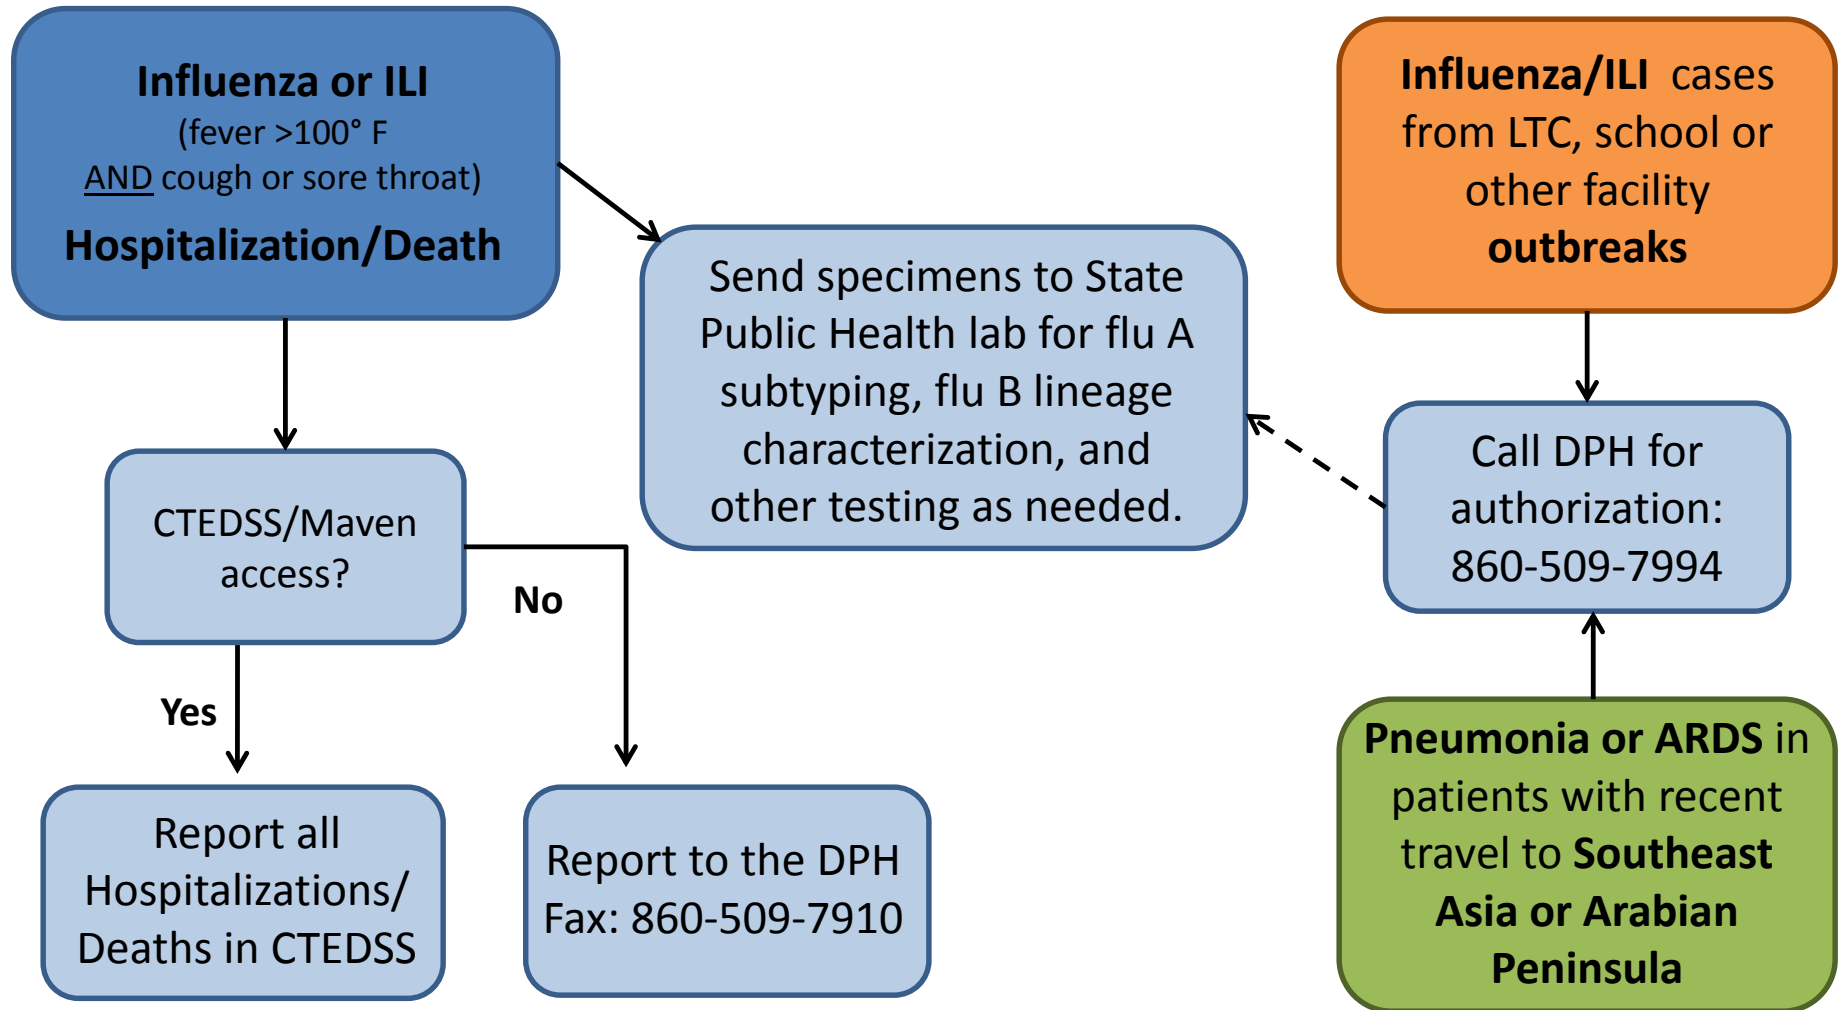 Influenza or ILI
(fever >100° F
AND cough or sore throat)
Hospitalization/Death
Influenza/ILI cases
from LTC, school or
other facility
outbreaks
Send specimens to State
Public Health lab for flu A
subtyping, flu B lineage
characterization, and
other testing as needed.
Call DPH for
authorization:
860-509-7994
CTEDSS/Maven
access?
No
Yes
Report all
Hospitalizations/
Deaths in CTEDSS
Report to the DPH
Fax: 860-509-7910
Pneumonia or ARDS in
patients with recent
travel to Southeast
Asia or Arabian
Peninsula